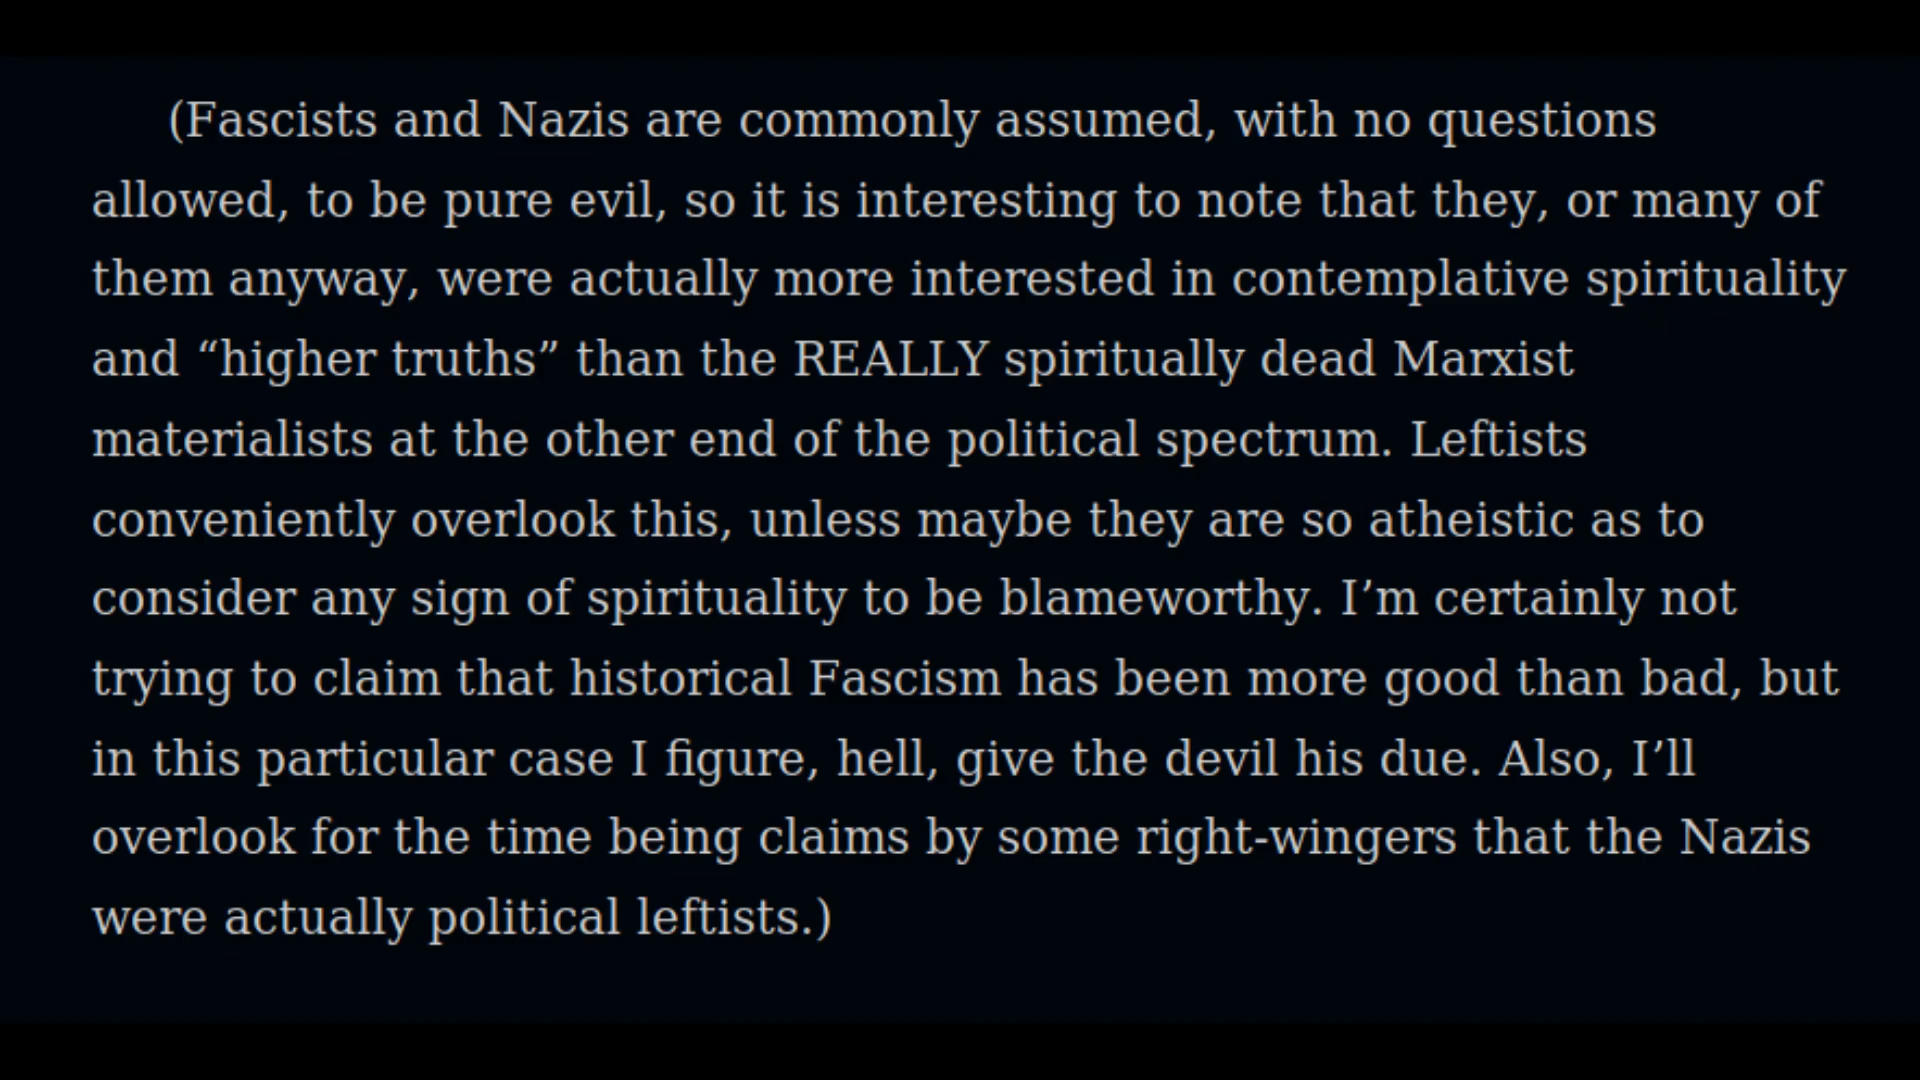 (Fascists and Nazis are commonly assumed, with no questions
allowed, to be pure evil, so it is interesting to note that they, or many of
them anyway, were actually more interested in contemplative spirituality
and “higher truths” than the REALLY spiritually dead Marxist
materialists at the other end of the political spectrum. Leftists
conveniently overlook this, unless maybe they are so atheistic as to
consider any sign of spirituality to be blameworthy. I’m certainly not
trying to claim that historical Fascism has been more good than bad, but
in this particular case I figure, hell, give the devil his due. Also, I’ll
overlook for the time being claims by some right-wingers that the Nazis
were actually political leftists.)